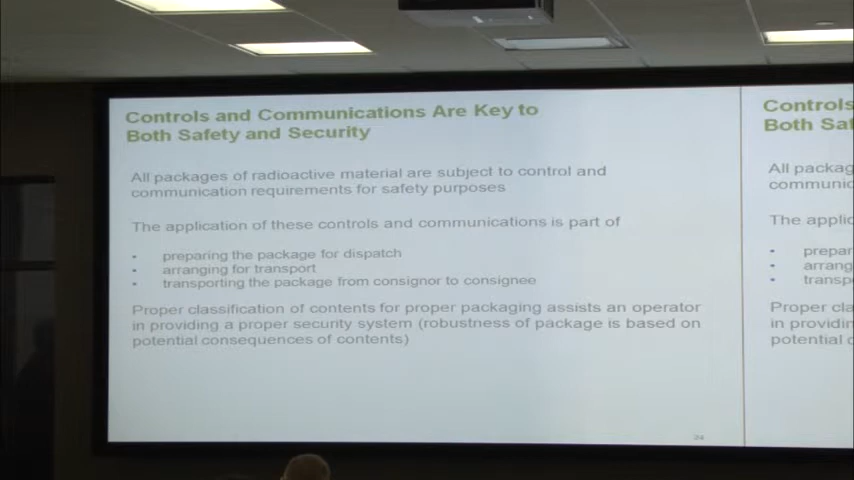 Controls and Communications Are Key to
Both Safety and Security
All packages of radioactive material are subject to control and
communication requirements for safety purposes
The application of these controls and communications is part of
• preparing the package for dispatch
• arranging for transport
• transporting the package from consignor to consignee
Proper classification of contents for proper packaging assists an operator
in providing a proper security system (robustness of package is based on
potential consequences of contents)
24
Controls
Both Saf
All packag
communic
The applic
• prepar
• arrang
• transp
Proper cla
in providin
potential c